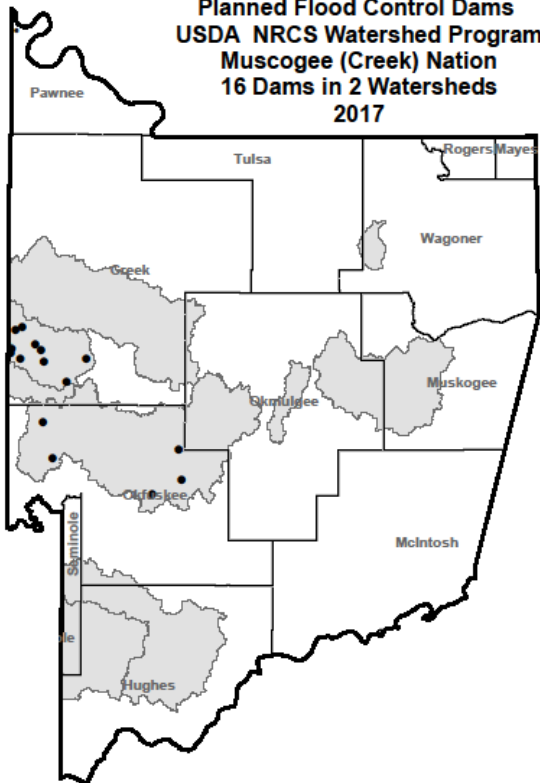 Planned Flood Control Dams
USDA NRCS Watershed Program
Muscogee (Creek) Nation
16 Dams in 2 Watersheds
2017
Pawnee
Tulsa
Rogers
Mayes
Wagoner
Creek
Muskogee
Okmulgee
Okfuskee
McIntosh
Seminole
ole
Hughes